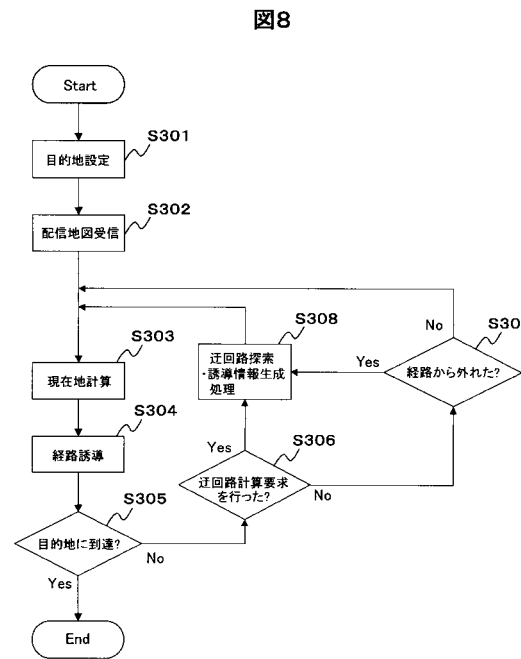 図8
Start
S301
目的地設定
S302
配信地図受信
S303
現在地計算
S304
経路誘導
S305
目的地に到達?
No
Yes
End
S306
迂回路計算要求
を行った?
Yes
No
S308
迂回路探索
・誘導情報生成
処理
S30
経路から外れた?
Yes
No